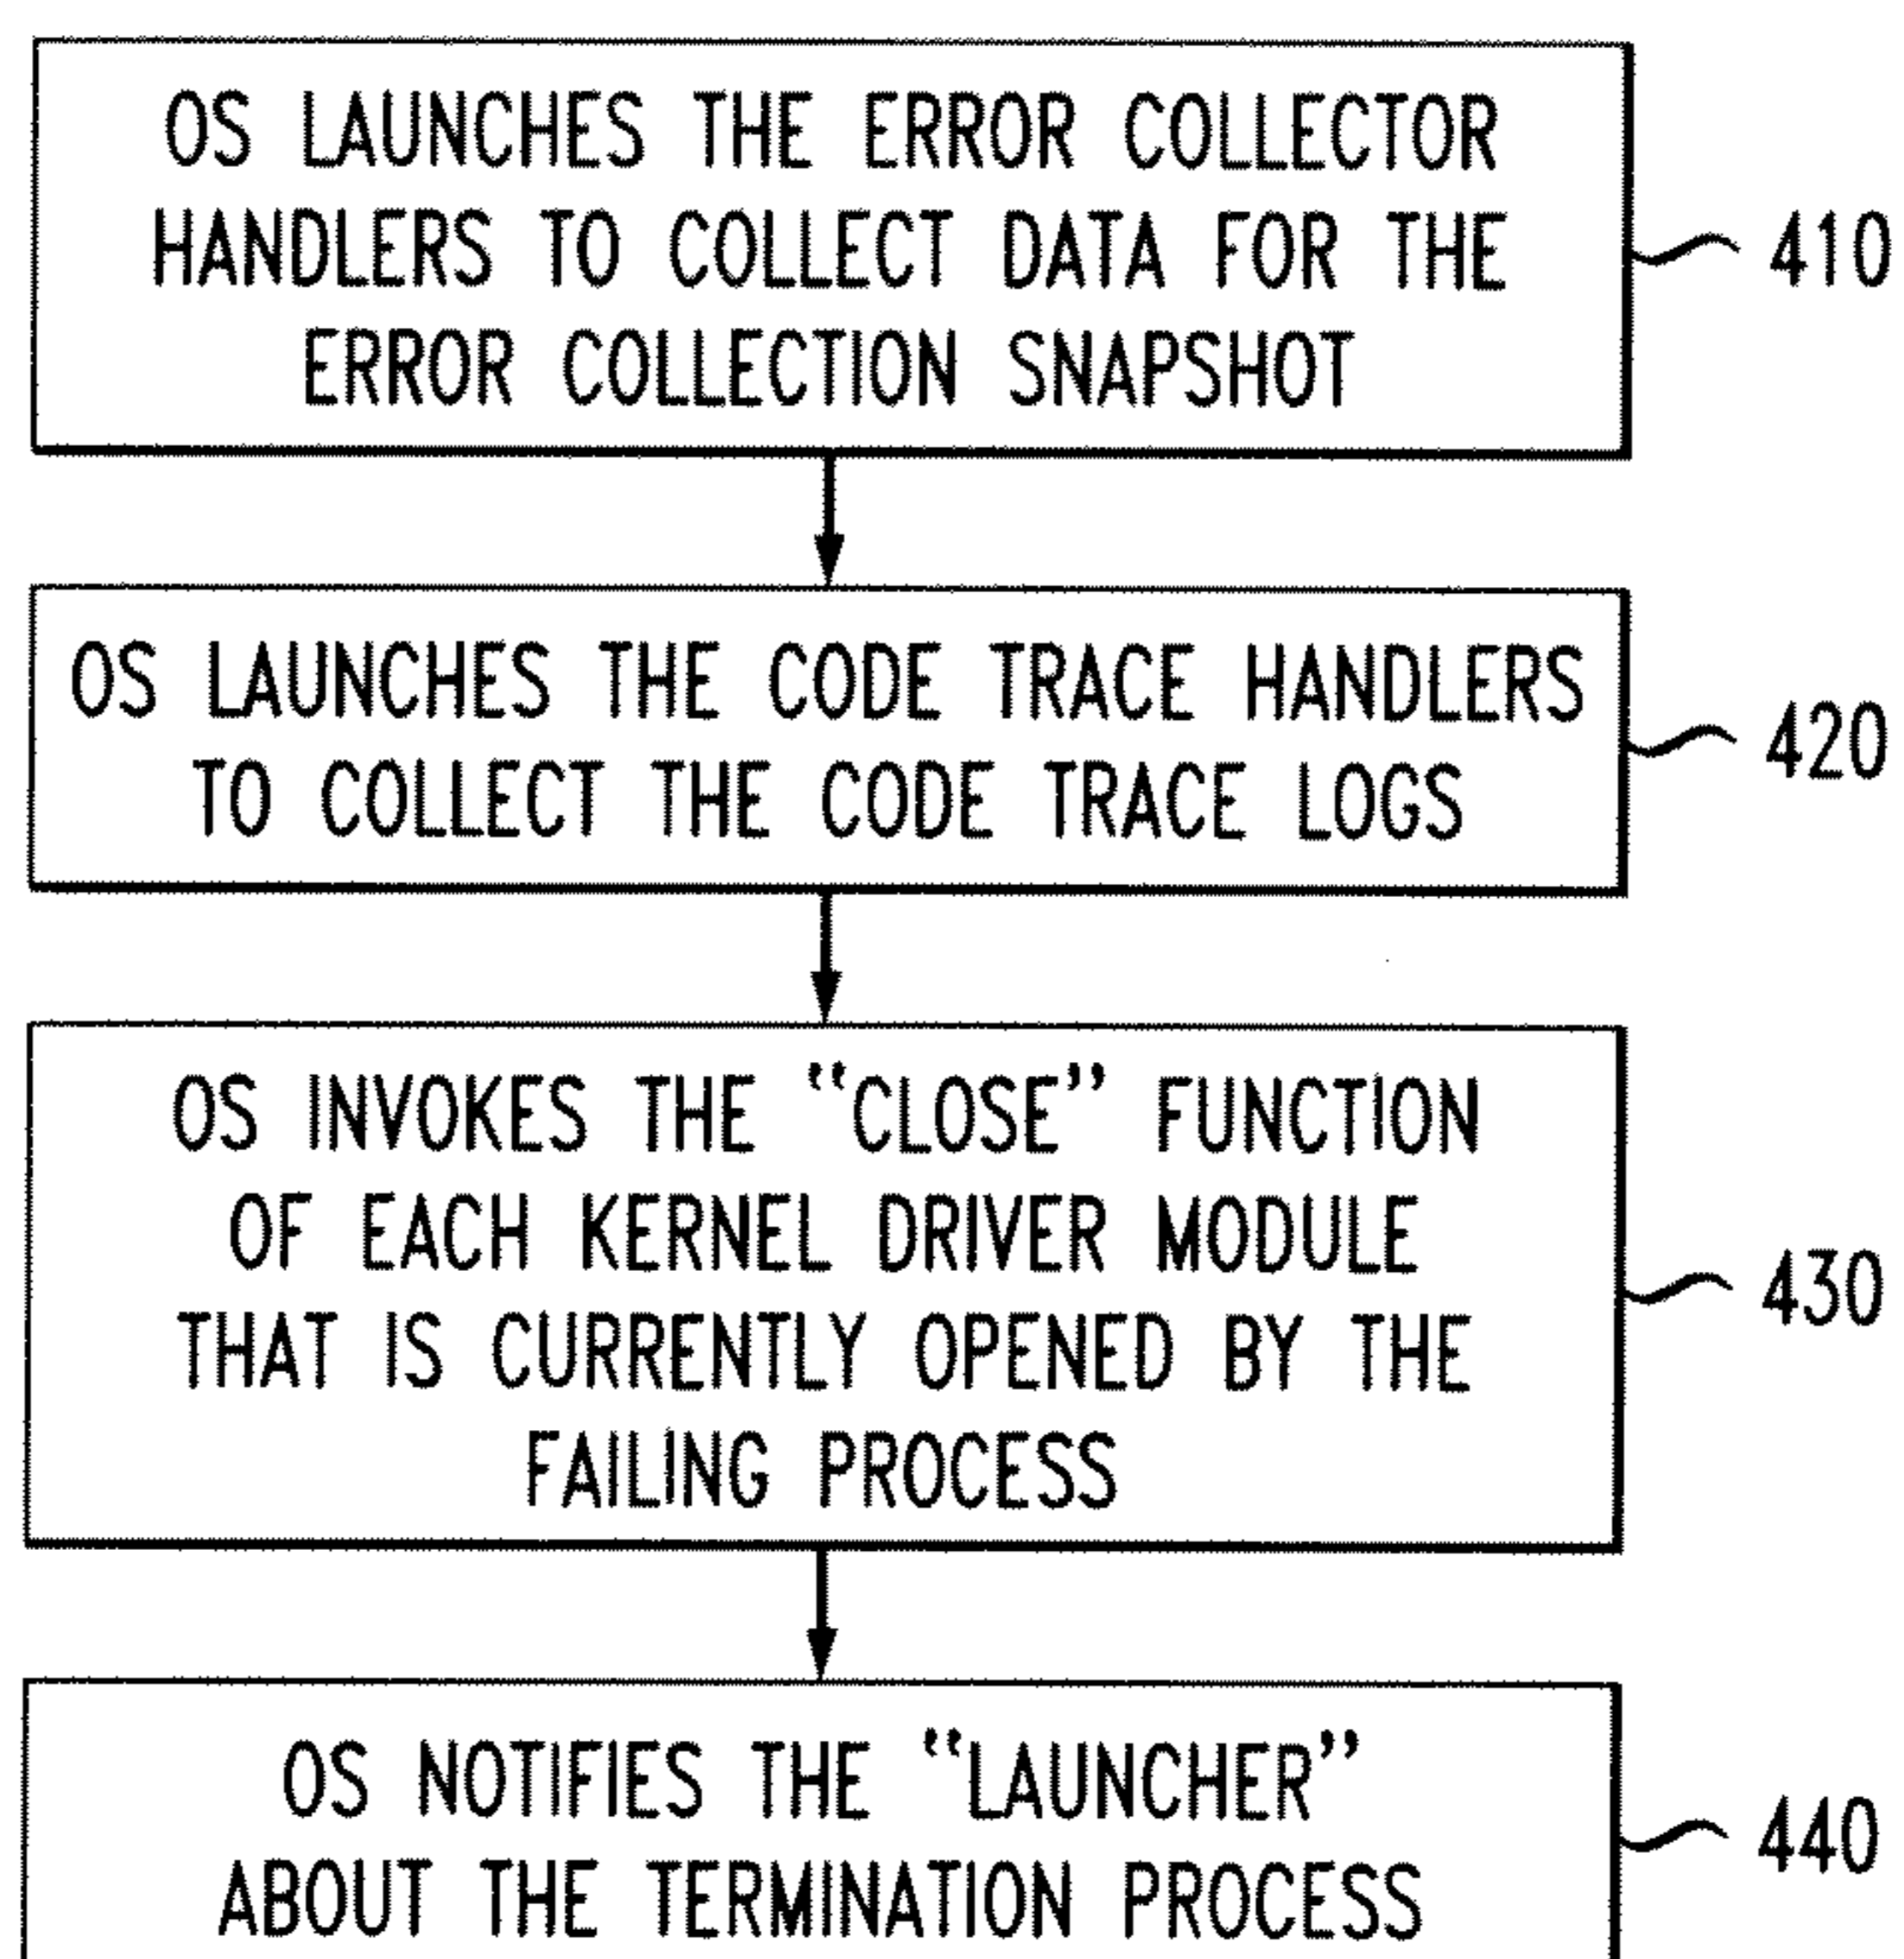 OS LAUNCHES THE ERROR COLLECTOR
HANDLERS TO COLLECT DATA FOR THE
ERROR COLLECTION SNAPSHOT
410
OS LAUNCHES THE CODE TRACE HANDLERS
TO COLLECT THE CODE TRACE LOGS
420
OS INVOKES THE “CLOSE” FUNCTION
OF EACH KERNEL DRIVER MODULE
THAT IS CURRENTLY OPENED BY THE
FAILING PROCESS
430
OS NOTIFIES THE “LAUNCHER”
ABOUT THE TERMINATION PROCESS
440